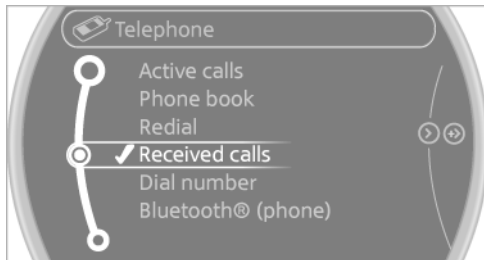 Telephone
Active calls
Phone book
Redial
Received calls
Dial number
Bluetooth® (phone)